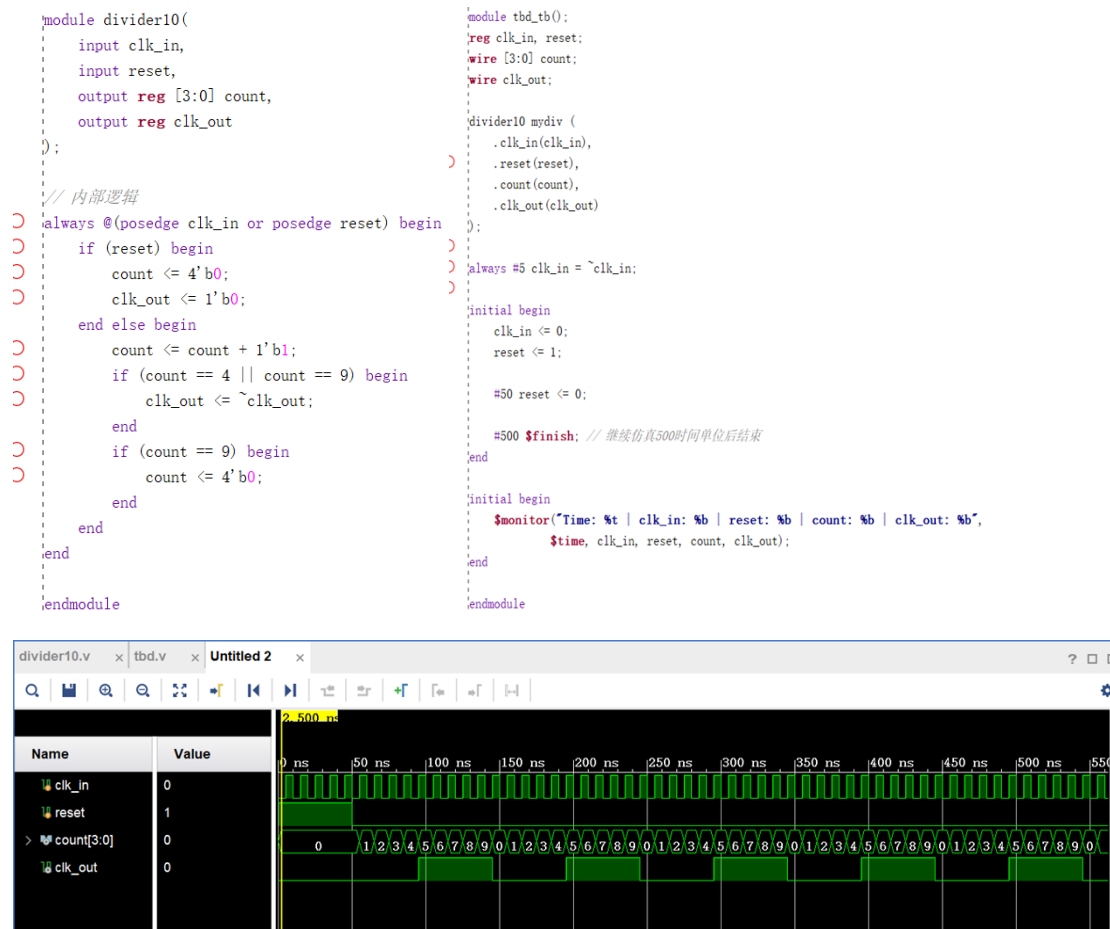 module divider10(
    input clk_in,
    input reset,
    output reg [3:0] count,
    output reg clk_out
);

// 内部逻辑
always @(posedge clk_in or posedge reset) begin
    if (reset) begin
        count <= 4'b0;
        clk_out <= 1'b0;
    end else begin
        count <= count + 1'b1;
        if (count == 4 || count == 9) begin
            clk_out <= ~clk_out;
        end
        if (count == 9) begin
            count <= 4'b0;
        end
    end
end

endmodule
module tbd_tb();
reg clk_in, reset;
wire [3:0] count;
wire clk_out;

divider10 mydiv (
    .clk_in(clk_in),
    .reset(reset),
    .count(count),
    .clk_out(clk_out)
);

always #5 clk_in = ~clk_in;

initial begin
    clk_in <= 0;
    reset <= 1;

    #50 reset <= 0;

    #500 $finish; // 继续仿真500时间单位后结束
end

initial begin
    $monitor("Time: %t | clk_in: %b | reset: %b | count: %b | clk_out: %b",
            $time, clk_in, reset, count, clk_out);
end

endmodule
divider10.v × tbd.v × Untitled 2 × ?
2.500 ns
Name Value 0 ns 50 ns 100 ns 150 ns 200 ns 250 ns 300 ns 350 ns 400 ns 450 ns 500 ns 550
clk_in 0
reset 1
count[3:0] 0 0 1 2 3 4 5 6 7 8 9 0 1 2 3 4 5 6 7 8 9 0 1 2 3 4 5 6 7 8 9 0 1 2 3 4 5 6 7 8 9 0 1 2 3 4 5 6 7 8 9 0
clk_out 0